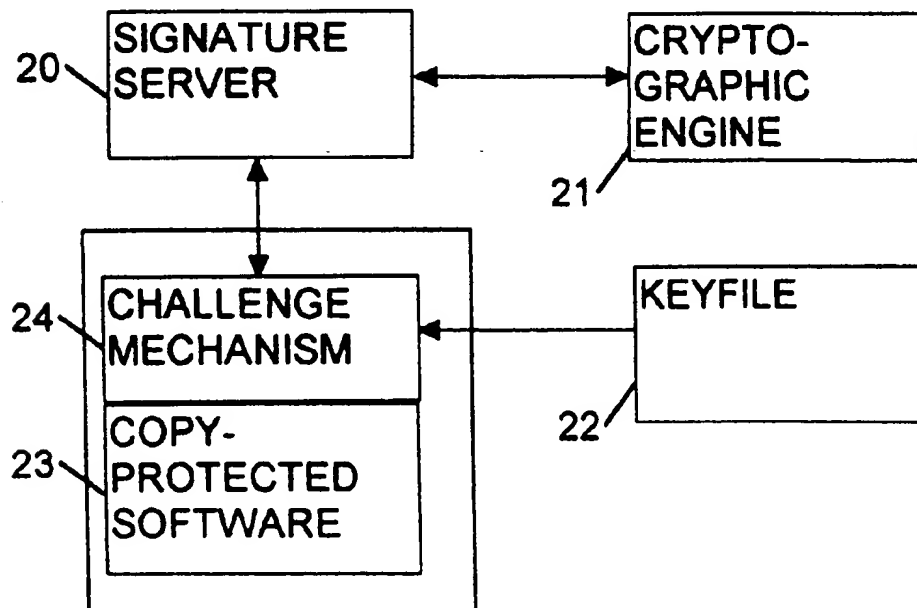 SIGNATURE
SERVER
20
CRYPTO-
GRAPHIC
ENGINE
21
CHALLENGE
MECHANISM
24
KEYFILE
22
COPY-
PROTECTED
SOFTWARE
23